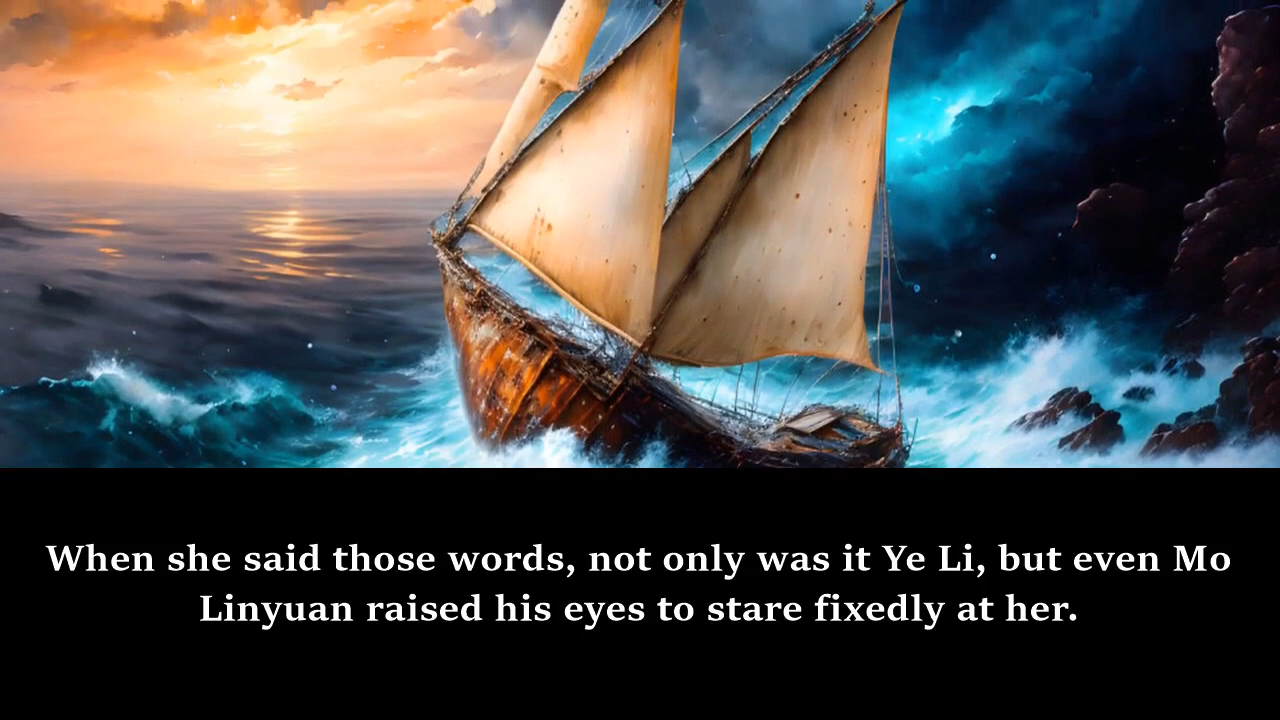 When she said those words, not only was it Ye Li, but even Mo
Linyuan raised his eyes to stare fixedly at her.